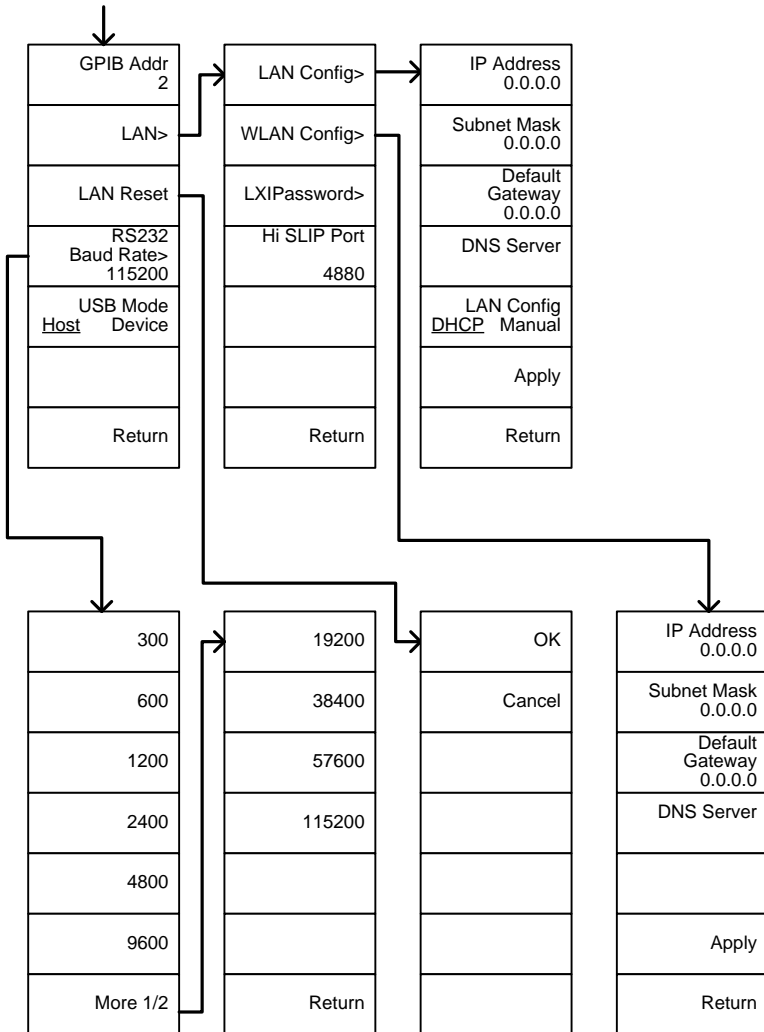 GPIB Addr
2
LAN>
LAN Reset
RS232
Baud Rate>
115200
USB Mode
Host Device
Return
LAN Config>
WLAN Config>
LXIPassword>
Hi SLIP Port
4880
Return
IP Address
0.0.0.0
Subnet Mask
0.0.0.0
Default
Gateway
0.0.0.0
DNS Server
LAN Config
DHCP Manual
Apply
Return
300
600
1200
2400
4800
9600
More 1/2
19200
38400
57600
115200
Return
OK
Cancel
IP Address
0.0.0.0
Subnet Mask
0.0.0.0
Default
Gateway
0.0.0.0
DNS Server
Apply
Return